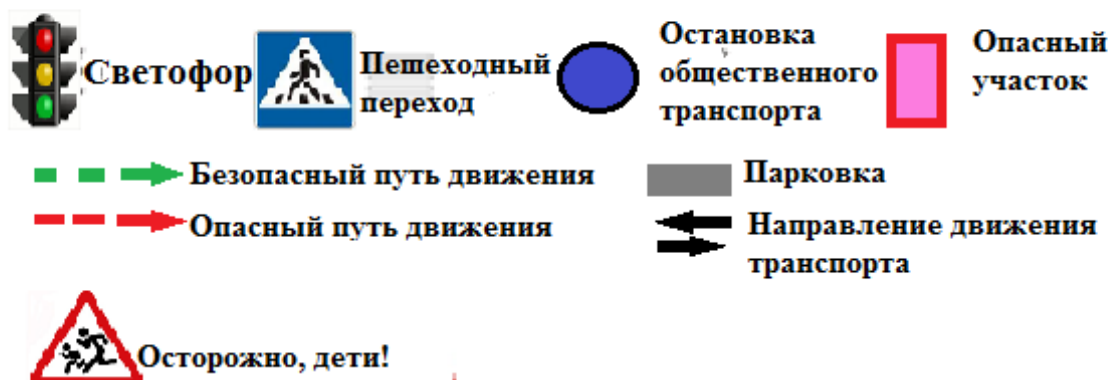 Светофор
Пешеходный
переход
Остановка
общественного
транспорта
Опасный
участок
Безопасный путь движения
Опасный путь движения
Парковка
Направление движения
транспорта
Осторожно, дети!